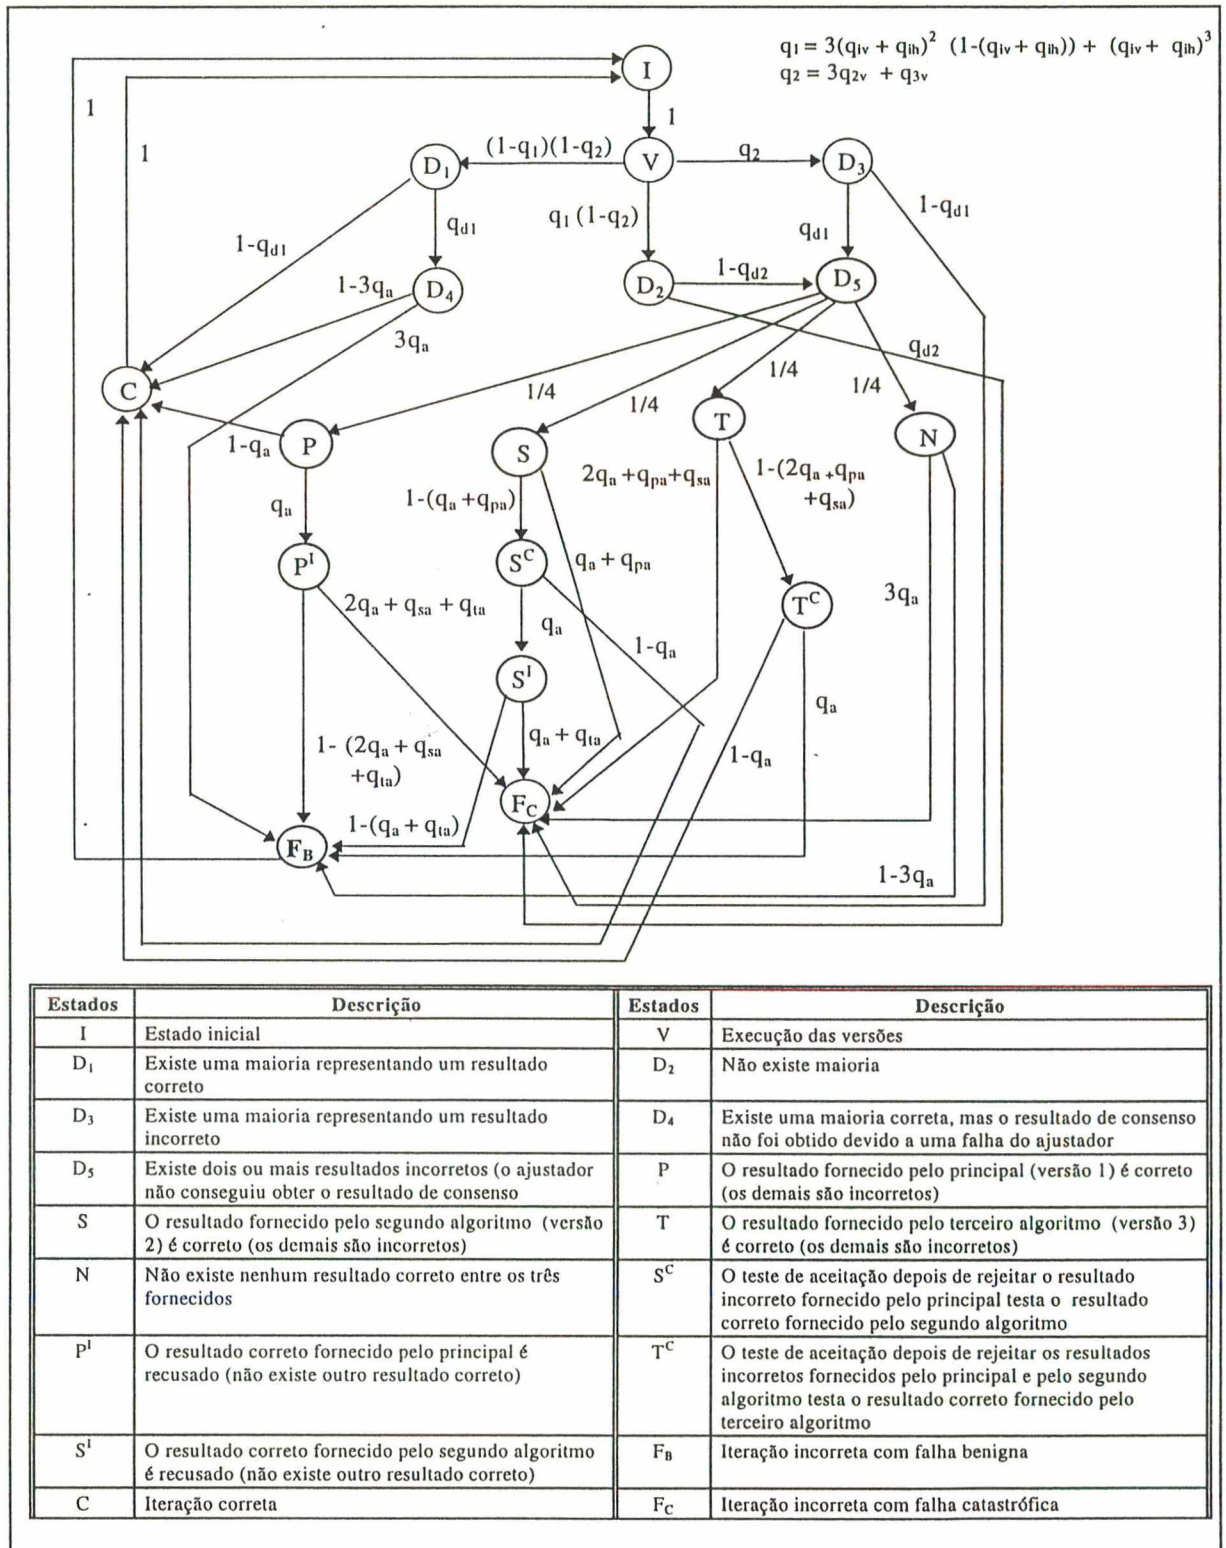 q1 = 3(qiv + qih)2 (1-(qiv + qih)) + (qiv + qih)3
q2 = 3q2v + q3v
I
1
1
1
(1-q1)(1-q2)
V
q2
D1
D3
q1 (1-q2)
1-qd1
qd1
qd1
1-qd1
1-qd2
D2
D5
1-3qa
D4
3qa
qd2
1/4
1/4
1/4
1/4
C
T
N
P
1-qa
S
2qa +qpa+qsa
1-(2qa +qpa
+qsa)
1-(qa +qpa)
qa
PI
SC
qa + qpa
3qa
TC
2qa + qsa + qta
qa
1-qa
SI
qa
1- (2qa + qsa
+qta)
qa + qta
1-qa
FC
1-(qa + qta)
FB
1-3qa
Estados Descrição Estados Descrição
I Estado inicial V Execução das versões
D1 Existe uma maioria representando um resultado D2 Não existe maioria
correto
D3 Existe uma maioria representando um resultado D4 Existe uma maioria correta, mas o resultado de consenso
incorreto não foi obtido devido a uma falha do ajustador
D5 Existe dois ou mais resultados incorretos (o ajustador P O resultado fornecido pelo principal (versão 1) é correto
não conseguiu obter o resultado de consenso (os demais são incorretos)
S O resultado fornecido pelo segundo algoritmo (versão T O resultado fornecido pelo terceiro algoritmo (versão 3)
2) é correto (os demais são incorretos) é correto (os demais são incorretos)
N Não existe nenhum resultado correto entre os três SC O teste de aceitação depois de rejeitar o resultado
fornecidos incorreto fornecido pelo principal testa o resultado
correto fornecido pelo segundo algoritmo
PI O resultado correto fornecido pelo principal é TC O teste de aceitação depois de rejeitar os resultados
recusado (não existe outro resultado correto) incorretos fornecidos pelo principal e pelo segundo
algoritmo testa o resultado correto fornecido pelo
terceiro algoritmo
SI O resultado correto fornecido pelo segundo algoritmo FB Iteração incorreta com falha benigna
é recusado (não existe outro resultado correto)
C Iteração correta FC Iteração incorreta com falha catastrófica